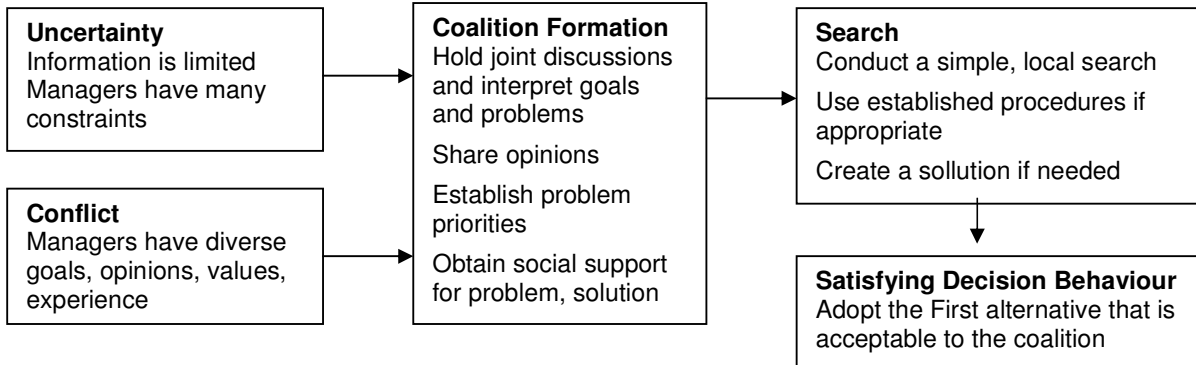 Uncertainty
Information is limited
Managers have many
constraints
Conflict
Managers have diverse
goals, opinions, values,
experience
Coalition Formation
Hold joint discussions
and interpret goals
and problems
Share opinions
Establish problem
priorities
Obtain social support
for problem, solution
Search
Conduct a simple, local search
Use established procedures if
appropriate
Create a sollution if needed
Satisfying Decision Behaviour
Adopt the First alternative that is
acceptable to the coalition